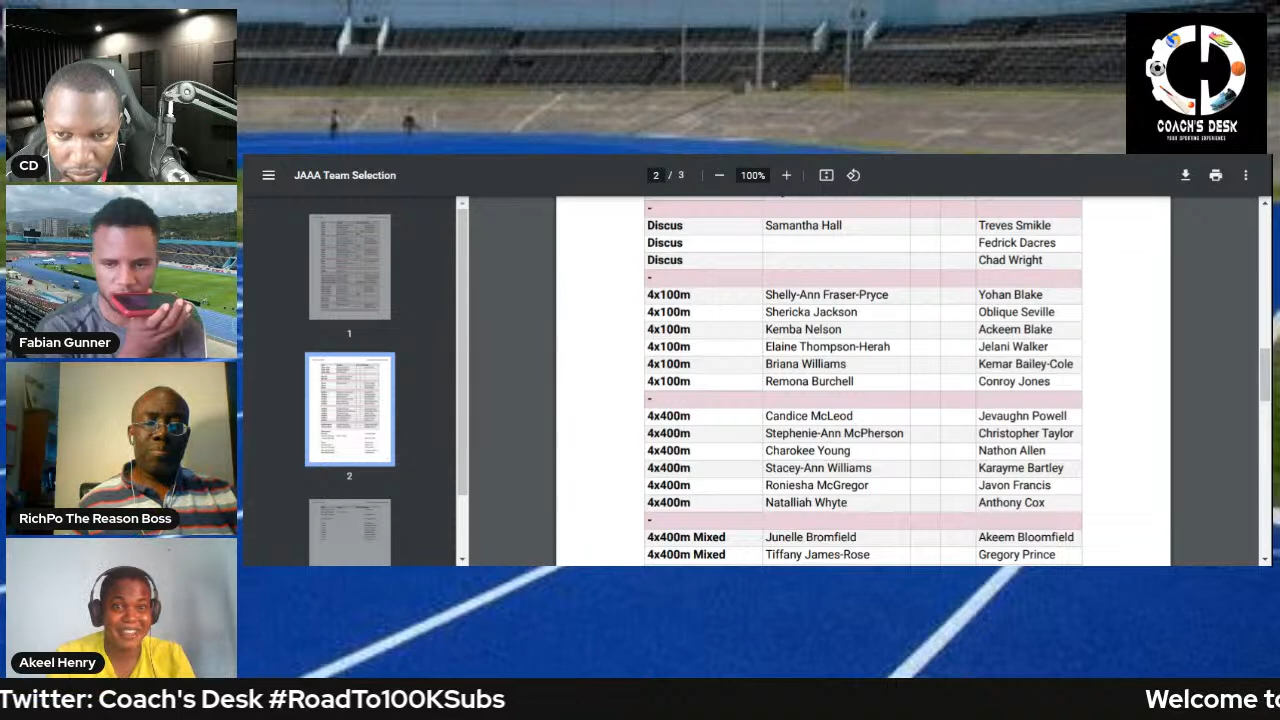 CD
Fabian Gunner
RichPo The Reason Boss
Akeel Henry
COACH'S DESK
YOUR SPORTING EXPERIENCE
JAAA Team Selection
2 / 3
100%
1
2
-
Discus Samantha Hall Treves Smikle
Discus Fedrick Dacres
Discus Chad Wright
-
4x100m Shelly-Ann Fraser-Pryce Yohan Blake
4x100m Shericka Jackson Oblique Seville
4x100m Kemba Nelson Ackeem Blake
4x100m Elaine Thompson-Herah Jelani Walker
4x100m Briana Williams Kemar Bailey-Cole
4x100m Remona Burchell Conroy Jones
-
4x400m Candice McLeod Jevaughn Powell
4x400m Stephenie-Ann McPherson Christopher Taylor
4x400m Charokee Young Nathon Allen
4x400m Stacey-Ann Williams Karayme Bartley
4x400m Roniesha McGregor Javon Francis
4x400m Natalliah Whyte Anthony Cox
-
4x400m Mixed Junelle Bromfield Akeem Bloomfield
4x400m Mixed Tiffany James-Rose Gregory Prince
Twitter: Coach's Desk #RoadTo100KSubs Welcome to